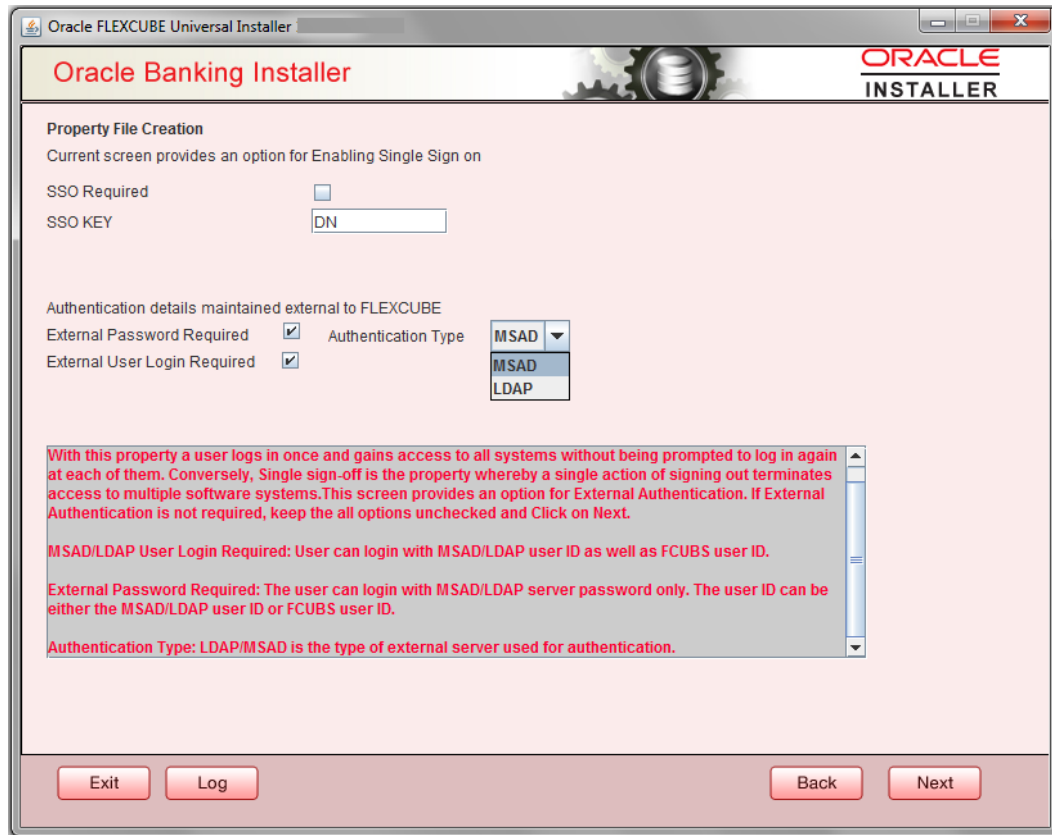 Oracle FLEXCUBE Universal Installer
Oracle Banking Installer
ORACLE
INSTALLER
Property File Creation
Current screen provides an option for Enabling Single Sign on
SSO Required
SSO KEY DN
Authentication details maintained external to FLEXCUBE
External Password Required Authentication Type MSAD
External User Login Required
MSAD
LDAP
With this property a user logs in once and gains access to all systems without being prompted to log in again
at each of them. Conversely, Single sign-off is the property whereby a single action of signing out terminates
access to multiple software systems.This screen provides an option for External Authentication. If External
Authentication is not required, keep the all options unchecked and Click on Next.
MSAD/LDAP User Login Required: User can login with MSAD/LDAP user ID as well as FCUBS user ID.
External Password Required: The user can login with MSAD/LDAP server password only. The user ID can be
either the MSAD/LDAP user ID or FCUBS user ID.
Authentication Type: LDAP/MSAD is the type of external server used for authentication.
Exit Log Back Next